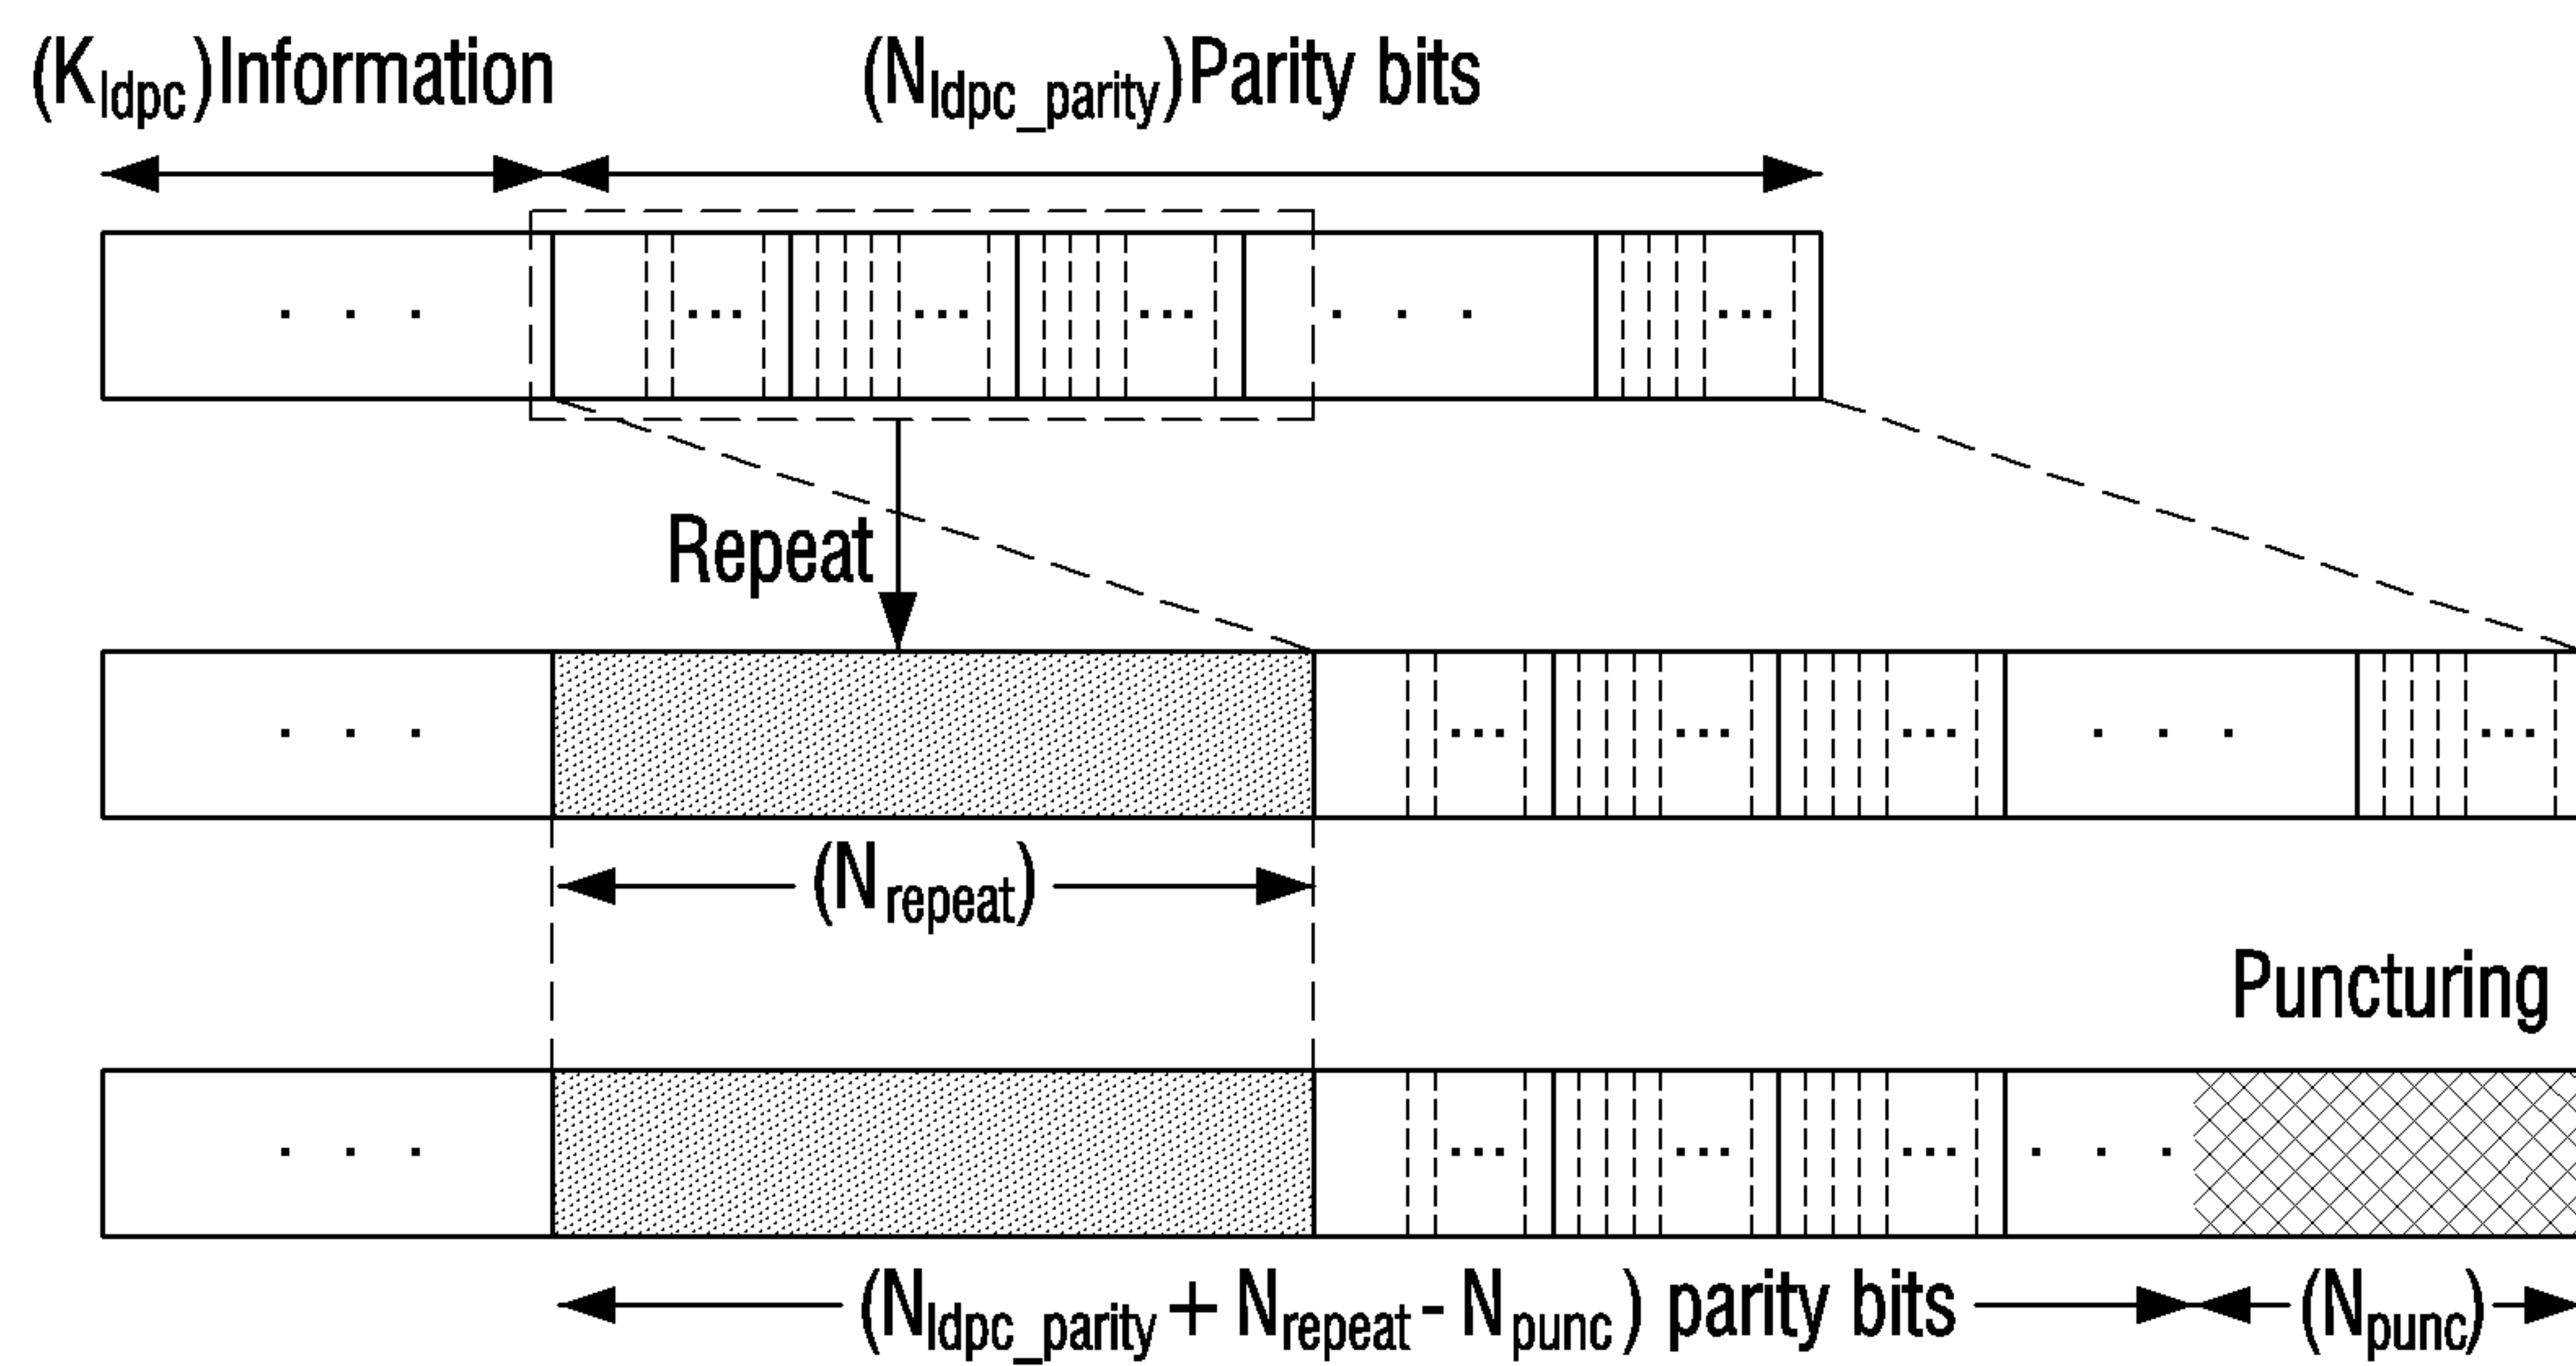 (Kldpc)Information (Nldpc_parity)Parity bits
Repeat
(Nrepeat)
Puncturing
(Nldpc_parity + Nrepeat - Npunc) parity bits (Npunc)